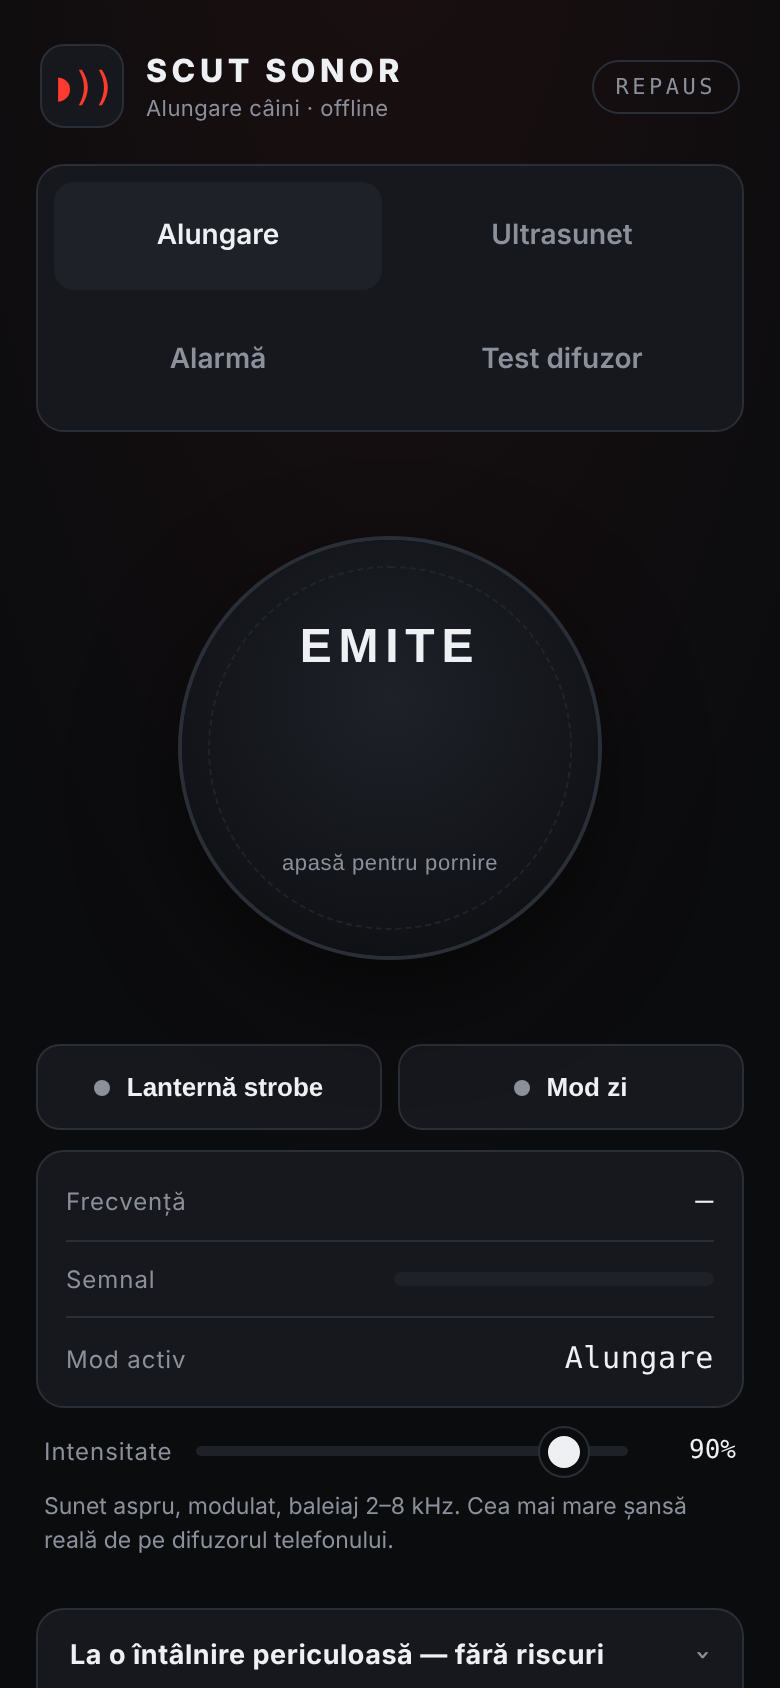 SCUT SONOR
Alungare câini · offline
REPAUS
Alungare
Ultrasunet
Alarmă
Test difuzor
EMITE
apasă pentru pornire
Lanternă strobe
Mod zi
Frecvență
—
Semnal
Mod activ
Alungare
Intensitate
90%
Sunet aspru, modulat, baleiaj 2–8 kHz. Cea mai mare șansă
reală de pe difuzorul telefonului.
La o întâlnire periculoasă — fără riscuri